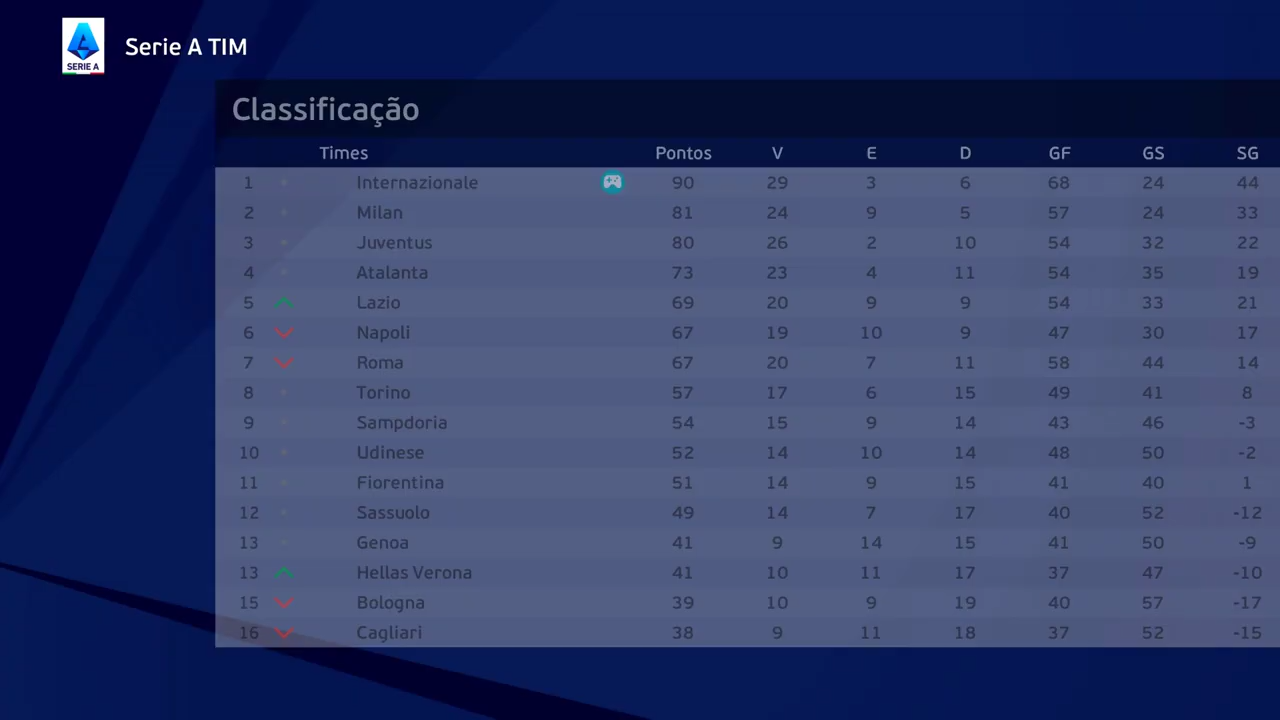 SERIE A
Serie A TIM
Classificação
Times Pontos V E D GF GS SG
1 Internazionale 90 29 3 6 68 24 44
2 Milan 81 24 9 5 57 24 33
3 Juventus 80 26 2 10 54 32 22
4 Atalanta 73 23 4 11 54 35 19
5 Lazio 69 20 9 9 54 33 21
6 Napoli 67 19 10 9 47 30 17
7 Roma 67 20 7 11 58 44 14
8 Torino 57 17 6 15 49 41 8
9 Sampdoria 54 15 9 14 43 46 -3
10 Udinese 52 14 10 14 48 50 -2
11 Fiorentina 51 14 9 15 41 40 1
12 Sassuolo 49 14 7 17 40 52 -12
13 Genoa 41 9 14 15 41 50 -9
13 Hellas Verona 41 10 11 17 37 47 -10
15 Bologna 39 10 9 19 40 57 -17
16 Cagliari 38 9 11 18 37 52 -15